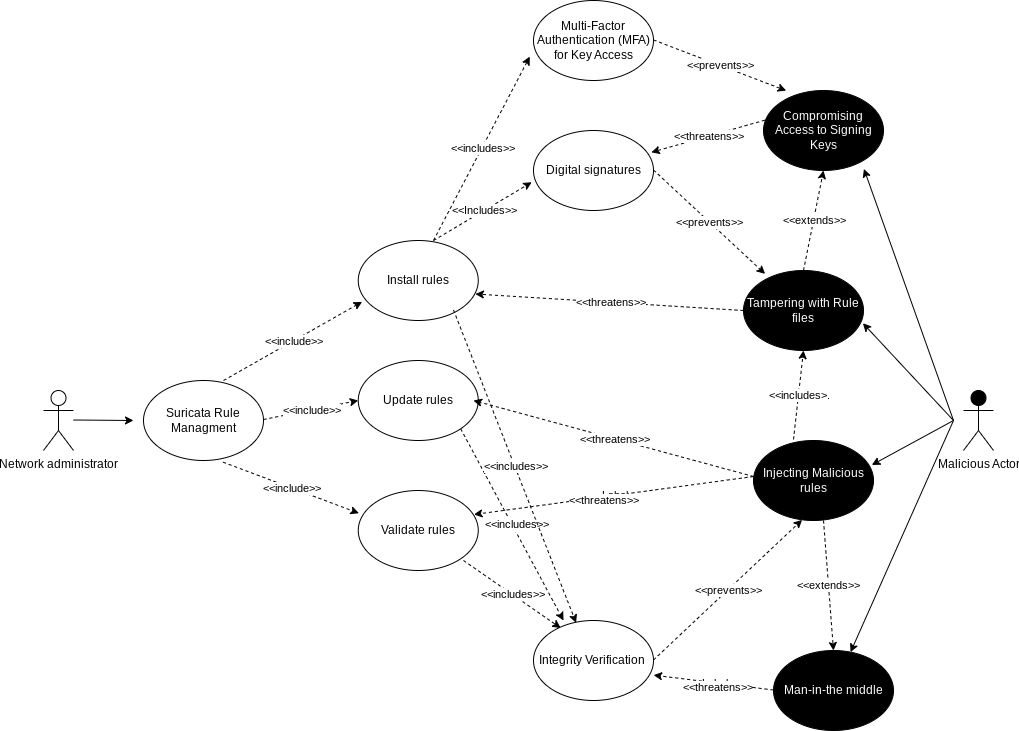 Multi-Factor
Authentication (MFA)
for Key Access
<<prevents>>
Compromising
Access to Signing
Keys
<<threatens>>
<<includes>>
Digital signatures
<<Includes>>
<<prevents>>
<<extends>>
Install rules
<<threatens>>
Tampering with Rule
files
<<include>>
Update rules
<<includes>.
Suricata Rule
Managment
<<include>>
<<threatens>>
Network administrator
Malicious Actor
<<includes>>
Injecting Malicious
rules
<<include>>
<<threatens>>
Validate rules
<<includes>>
<<includes>>
<<prevents>>
<<extends>>
Integrity Verification
<<threatens>>
Man-in-the middle